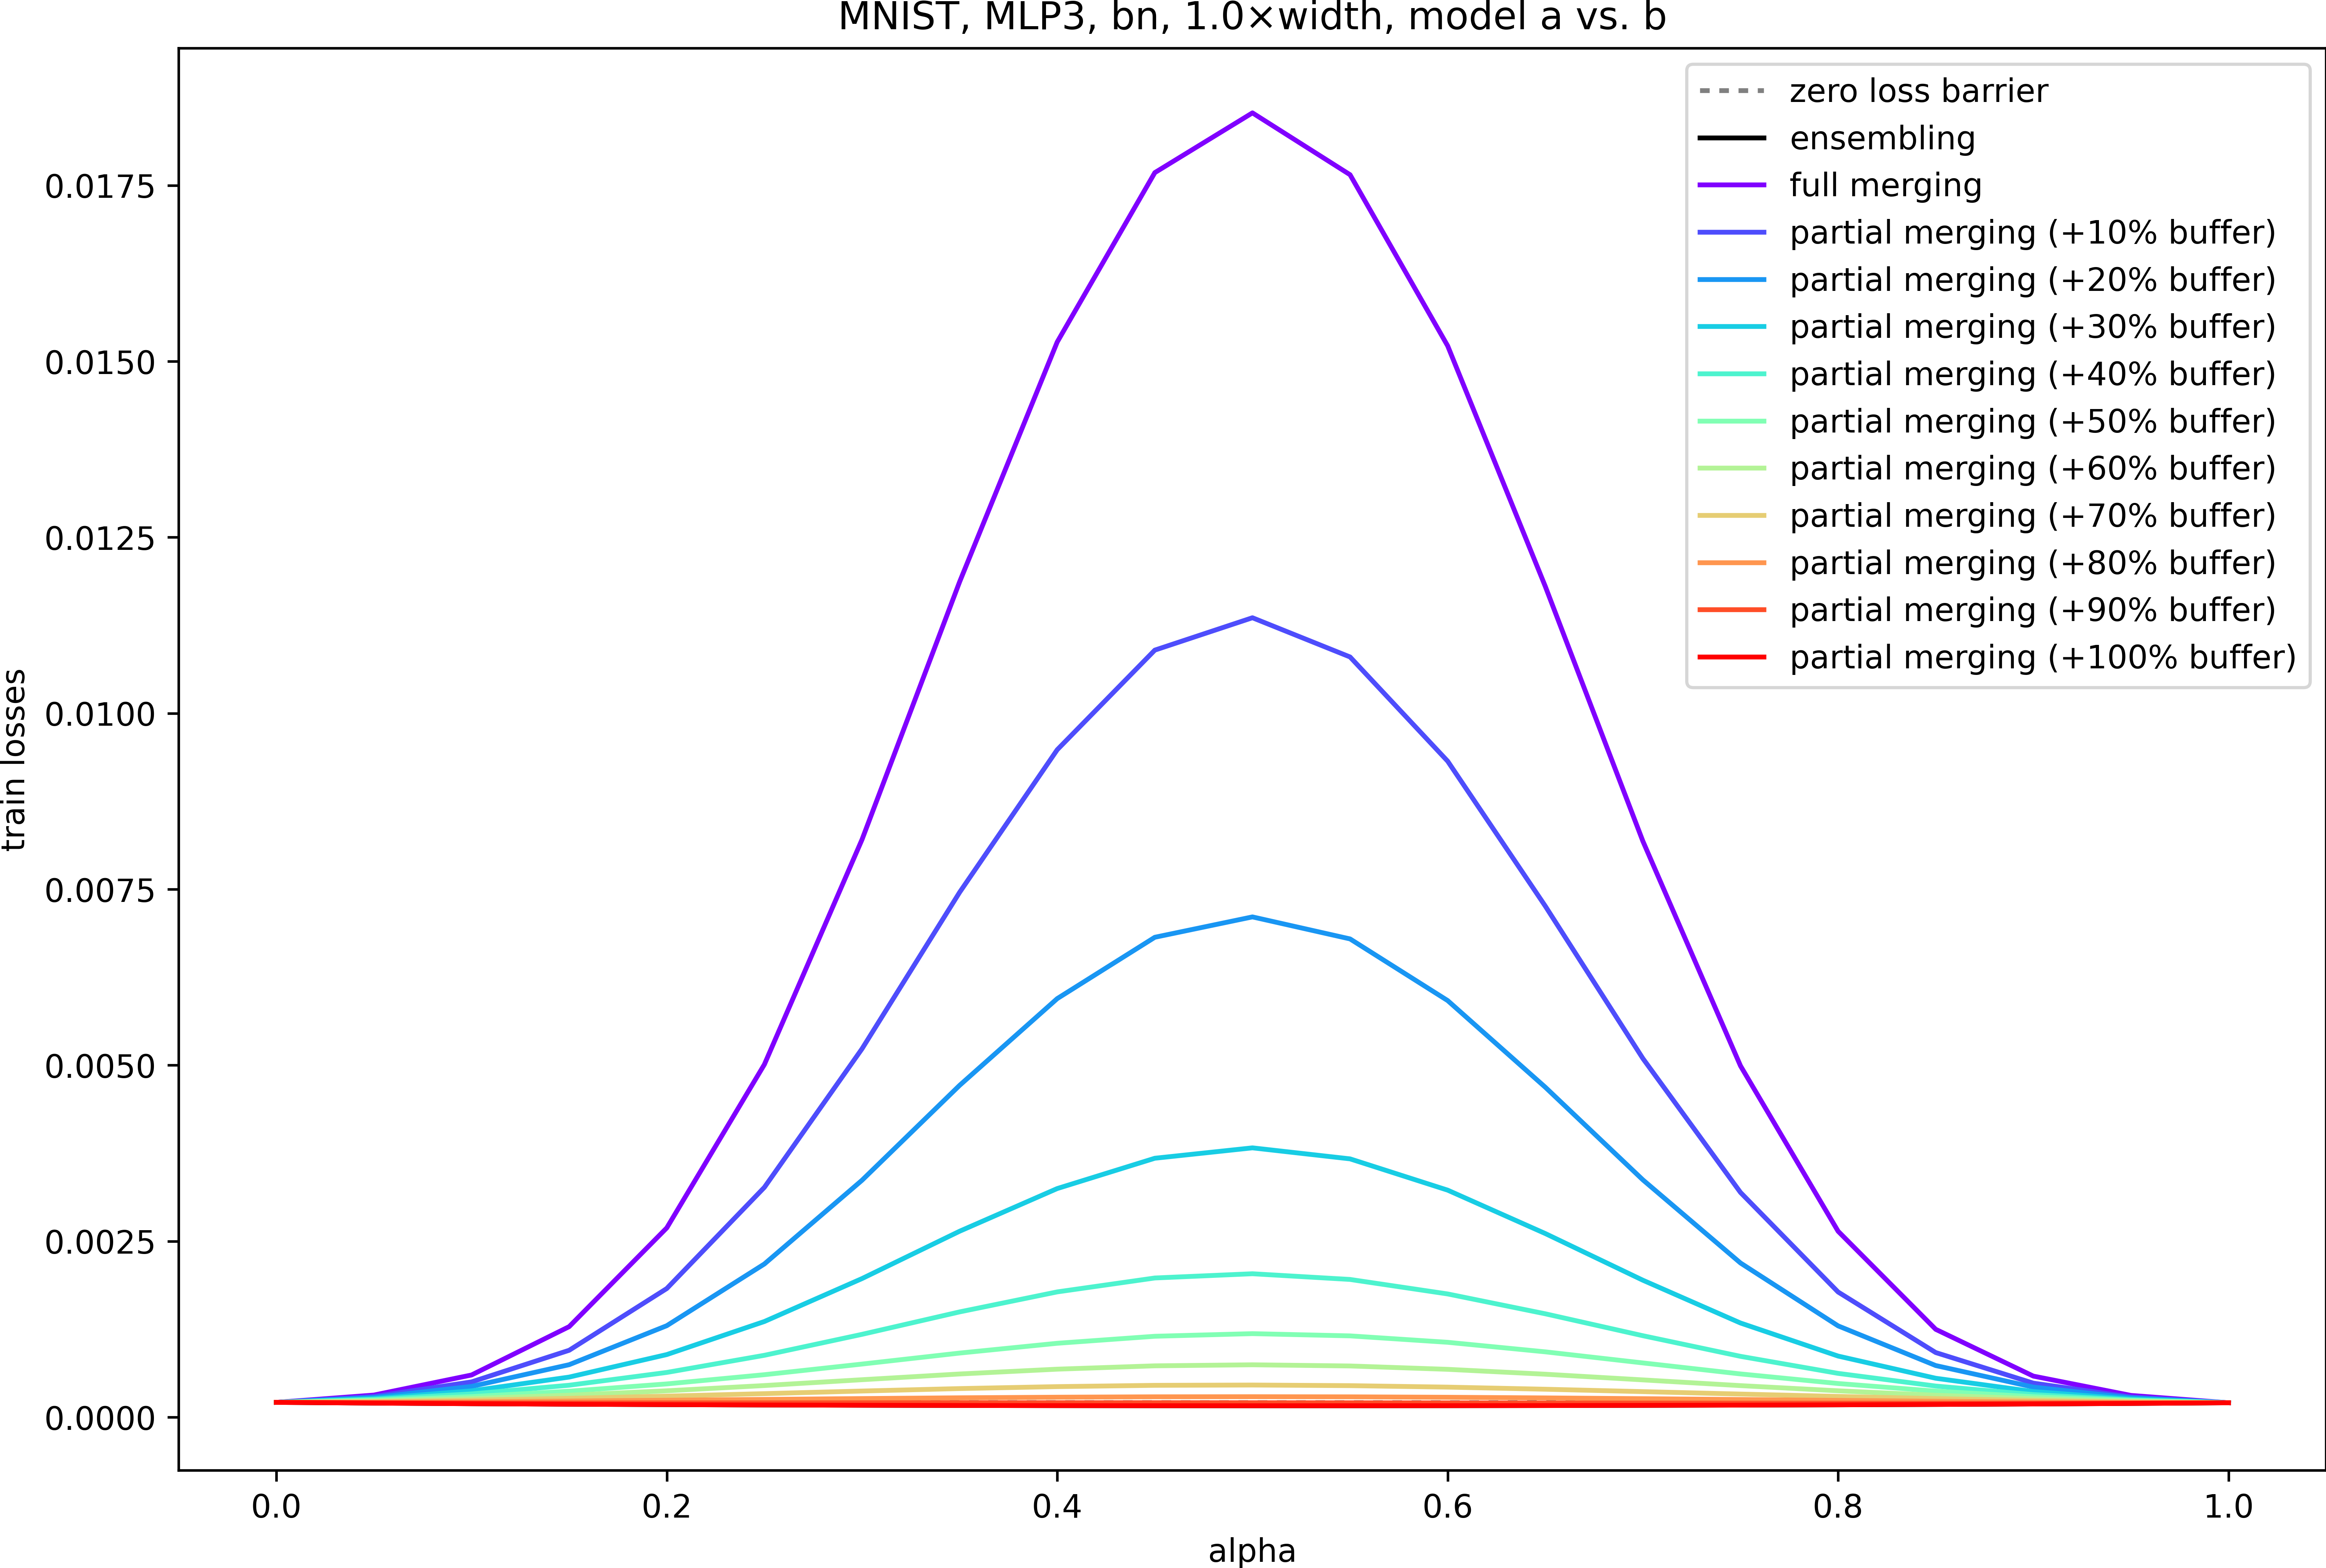 MNIST, MLP3, bn, 1.0×width, model a vs. b
zero loss barrier
ensembling
full merging
partial merging (+10% buffer)
partial merging (+20% buffer)
partial merging (+30% buffer)
partial merging (+40% buffer)
partial merging (+50% buffer)
partial merging (+60% buffer)
partial merging (+70% buffer)
partial merging (+80% buffer)
partial merging (+90% buffer)
partial merging (+100% buffer)
train losses
0.0175
0.0150
0.0125
0.0100
0.0075
0.0050
0.0025
0.0000
0.0 0.2 0.4 0.6 0.8 1.0
alpha